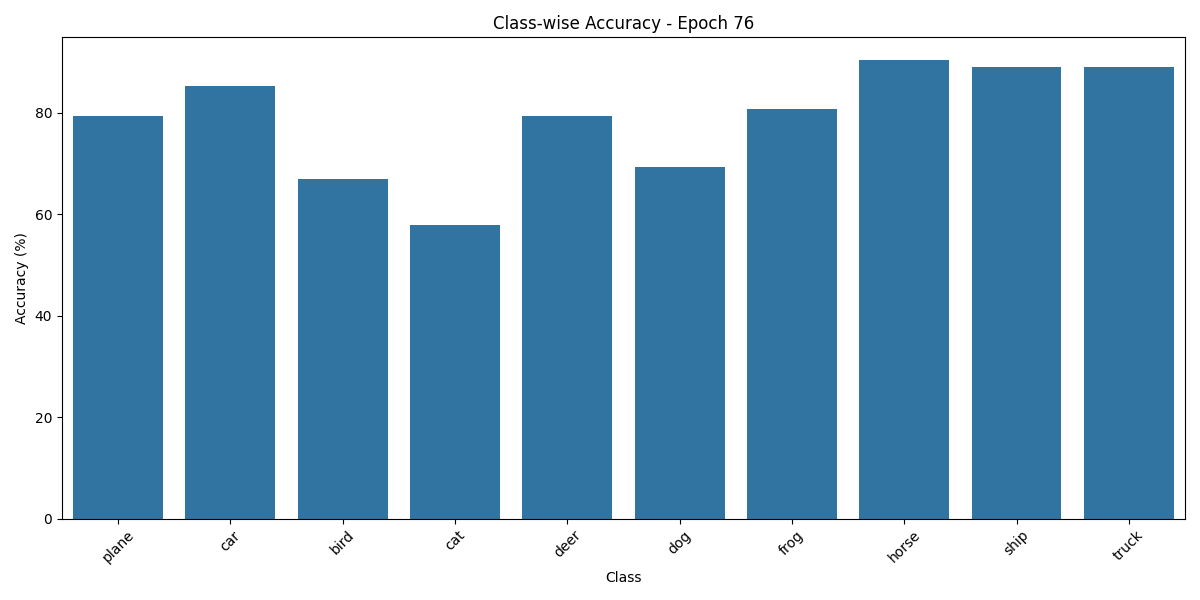 Class-wise Accuracy - Epoch 76
Accuracy (%)
80
60
40
20
0
plane
car
bird
cat
deer
dog
frog
horse
ship
truck
Class